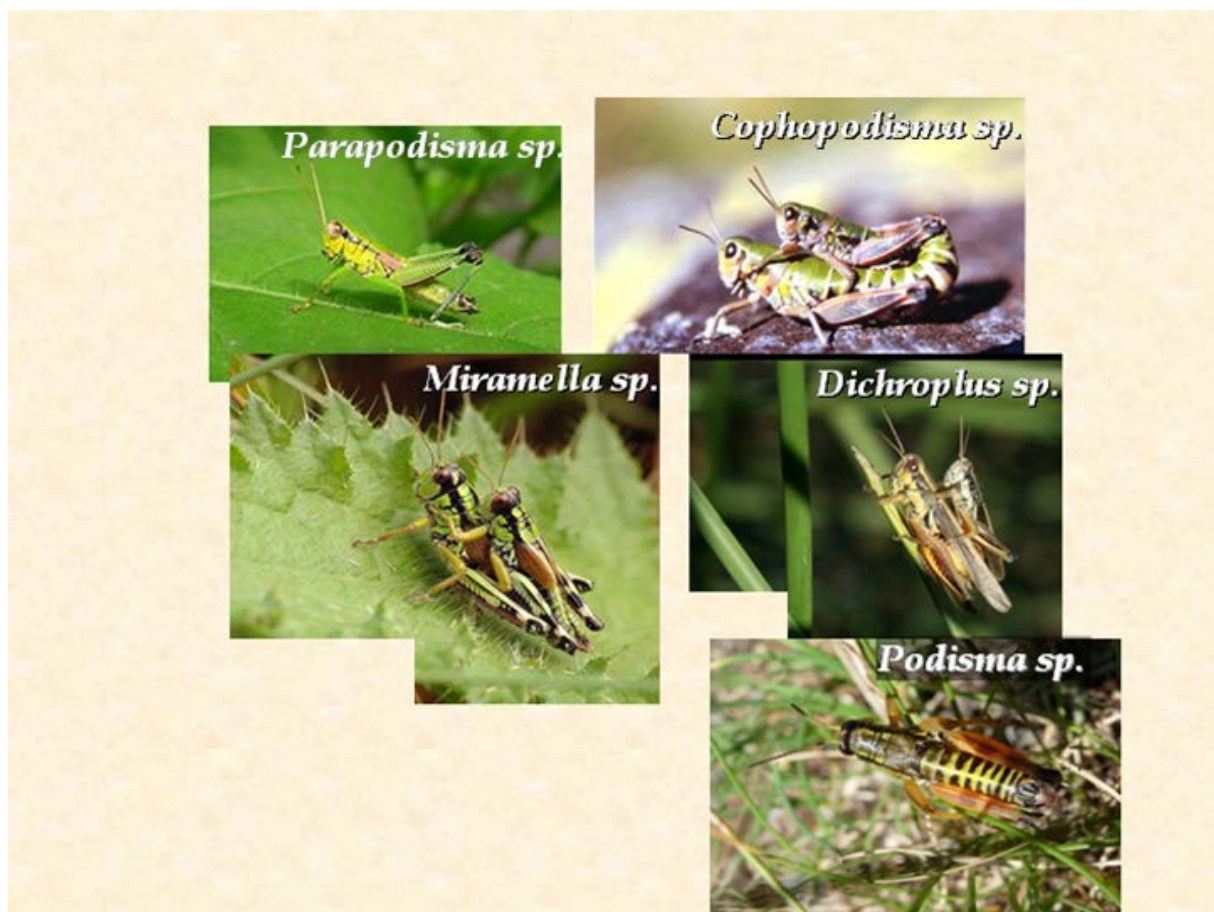 Parapodisma sp.
Cophopodisma sp.
Miramella sp.
Dichroplus sp.
Podisma sp.